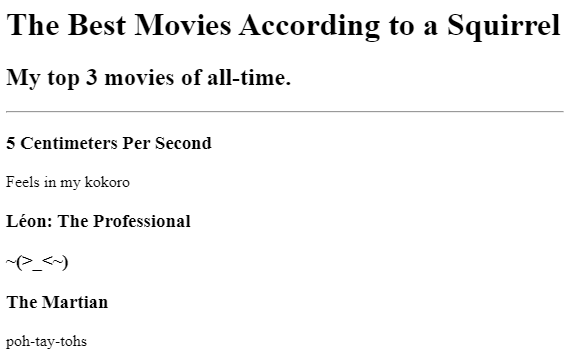 The Best Movies According to a Squirrel
My top 3 movies of all-time.
5 Centimeters Per Second
Feels in my kokoro
Léon: The Professional
~(>_<~)
The Martian
poh-tay-tohs